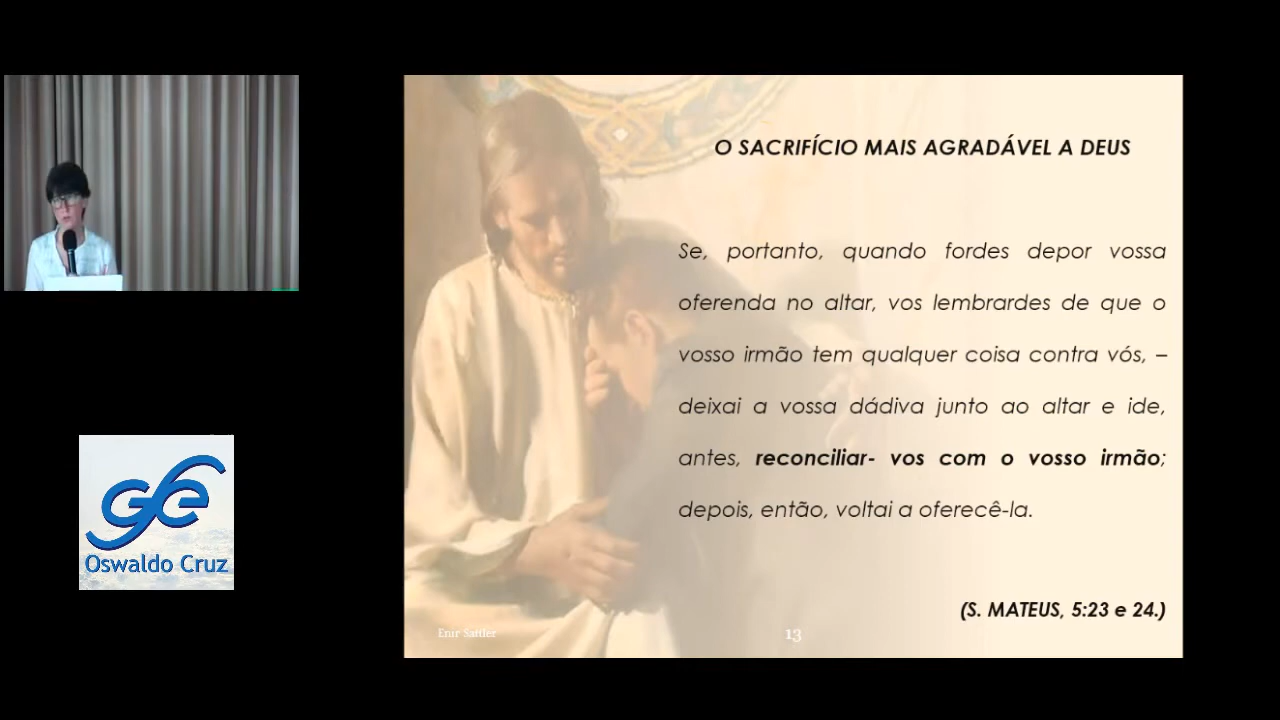 O SACRIFÍCIO MAIS AGRADÁVEL A DEUS
Se, portanto, quando fordes depor vossa
oferenda no altar, vos lembrardes de que o
vosso irmão tem qualquer coisa contra vós, –
deixai a vossa dádiva junto ao altar e ide,
antes, reconciliar- vos com o vosso irmão;
depois, então, voltai a oferecê-la.
(S. MATEUS, 5:23 e 24.)
Enir Sattler
13
ge
Oswaldo Cruz